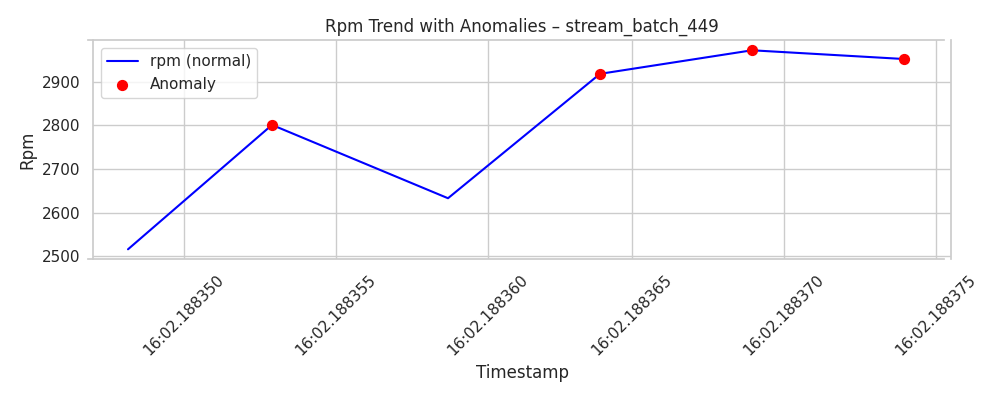 Rpm Trend with Anomalies – stream_batch_449
rpm (normal)
Anomaly
Rpm
2900
2800
2700
2600
2500
16:02.188350
16:02.188355
16:02.188360
16:02.188365
16:02.188370
16:02.188375
Timestamp